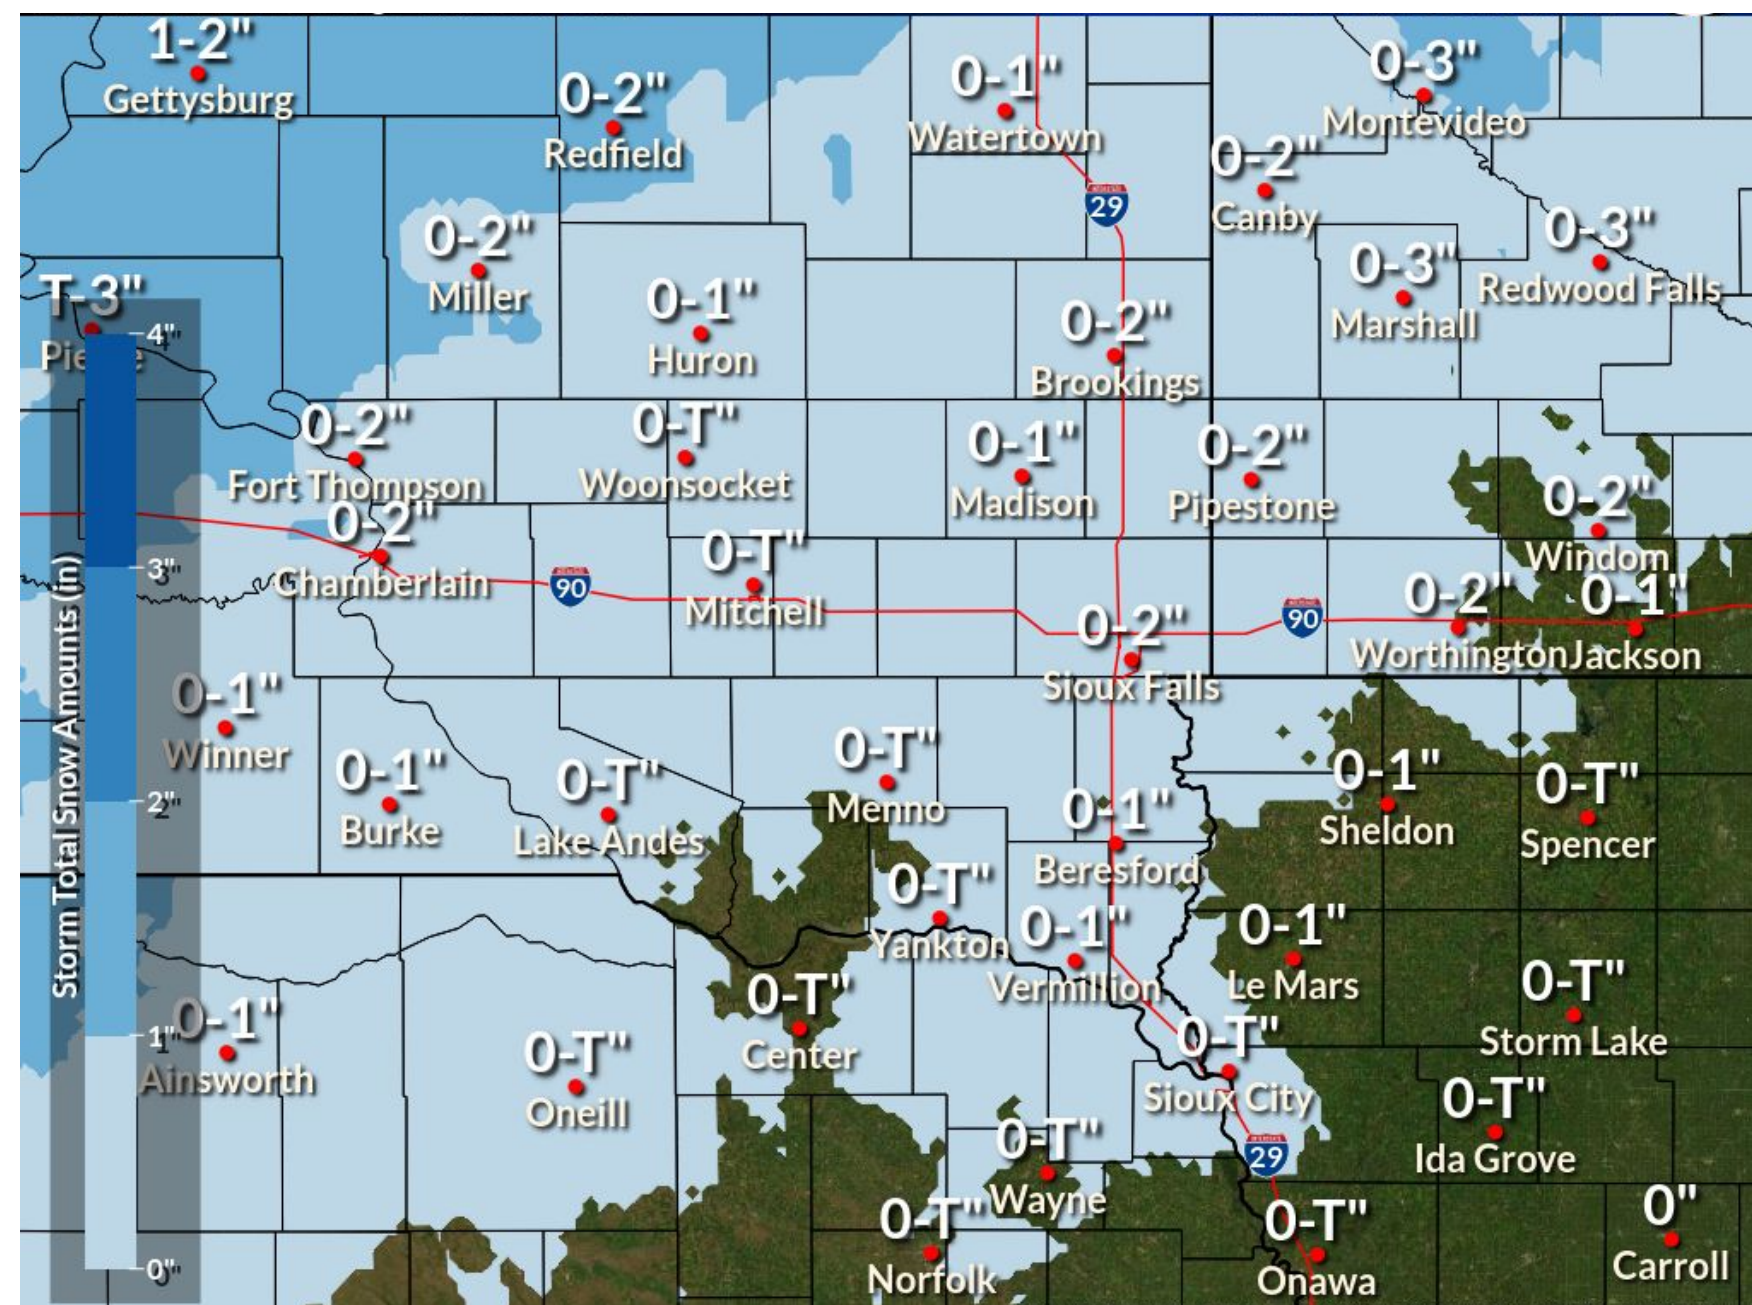 1-2"
Gettysburg
0-2"
Redfield
0-1"
Watertown
0-3"
Montevideo
29
0-2"
Canby
0-2"
Miller
0-3"
Redwood Falls
0-3"
Marshall
T-3"
Pierre
0-1"
Huron
0-2"
Brookings
0-2"
Fort Thompson
0-T"
Woonsocket
0-1"
Madison
0-2"
Pipestone
0-2"
Windom
0-2"
Chamberlain
90
0-T"
Mitchell
0-2"
Sioux Falls
90
0-2"
Worthington
0-1"
Jackson
0-1"
Winner
0-1"
Burke
0-T"
Lake Andes
0-T"
Menno
0-1"
Beresford
0-1"
Sheldon
0-T"
Spencer
0-T"
Yankton
0-1"
Vermillion
0-1"
Le Mars
0-T"
Storm Lake
0-1"
Ainsworth
0-T"
Oneill
0-T"
Center
0-T"
Sioux City
0-T"
Ida Grove
29
0-T"
Wayne
0-T"
Norfolk
0-T"
Onawa
0"
Carroll
Storm Total Snow Amounts (in)
4"
3"
2"
1"
0"